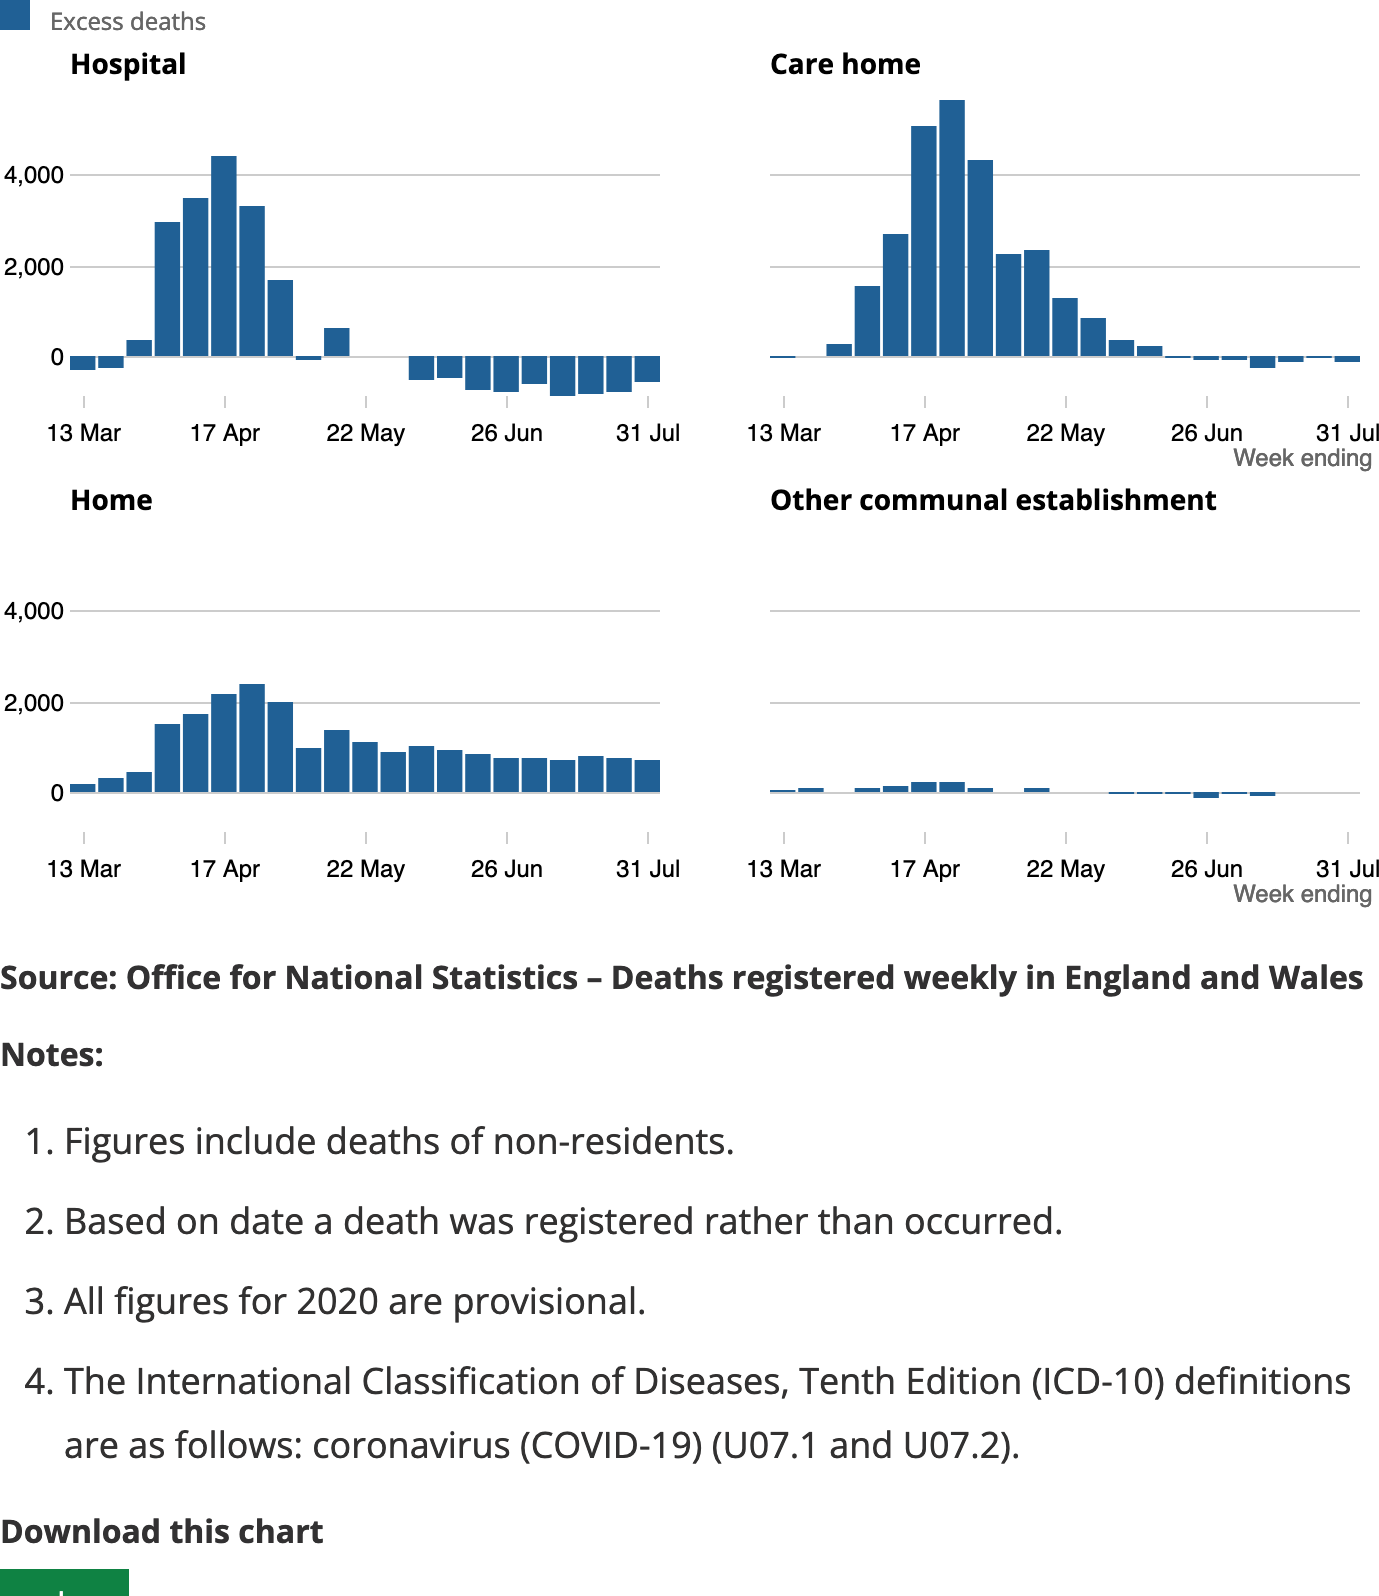 Excess deaths
Hospital
4,000
2,000
0
13 Mar 17 Apr 22 May 26 Jun 31 Jul
Care home
13 Mar 17 Apr 22 May 26 Jun 31 Jul
Week ending
Home
4,000
2,000
0
13 Mar 17 Apr 22 May 26 Jun 31 Jul
Other communal establishment
13 Mar 17 Apr 22 May 26 Jun 31 Jul
Week ending
Source: Office for National Statistics – Deaths registered weekly in England and Wales
Notes:
1. Figures include deaths of non-residents.
2. Based on date a death was registered rather than occurred.
3. All figures for 2020 are provisional.
4. The International Classification of Diseases, Tenth Edition (ICD-10) definitions
are as follows: coronavirus (COVID-19) (U07.1 and U07.2).
Download this chart